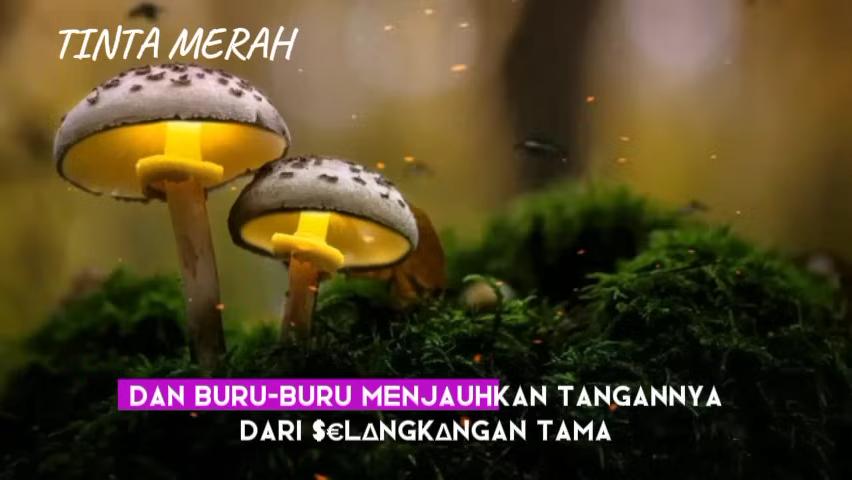 TINTA MERAH
DAN BURU-BURU MENJAUHKAN TANGANNYA
DARI $€L∆NGK∆NGAN TAMA